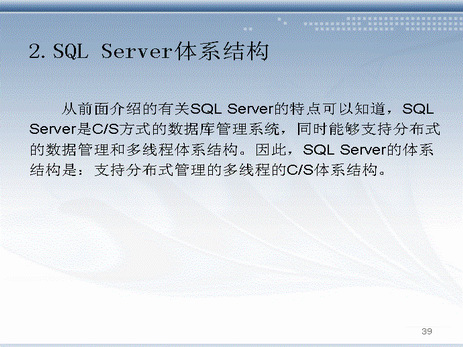 2.SQL Server体系结构
从前面介绍的有关SQL Server的特点可以知道，SQL
Server是C/S方式的数据库管理系统，同时能够支持分布式
的数据管理和多线程体系结构。因此，SQL Server的体系
结构是：支持分布式管理的多线程的C/S体系结构。
39